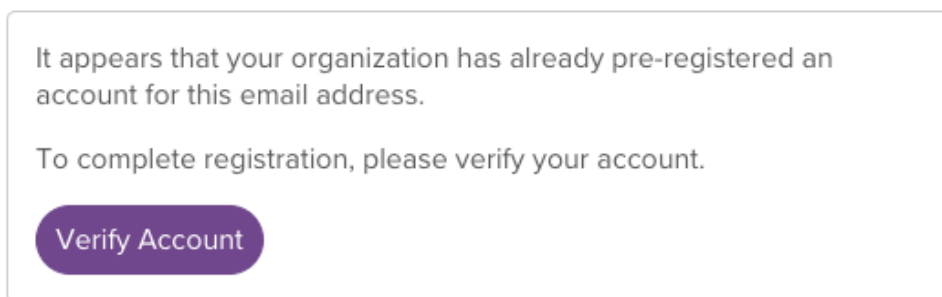 It appears that your organization has already pre-registered an
account for this email address.
To complete registration, please verify your account.
Verify Account